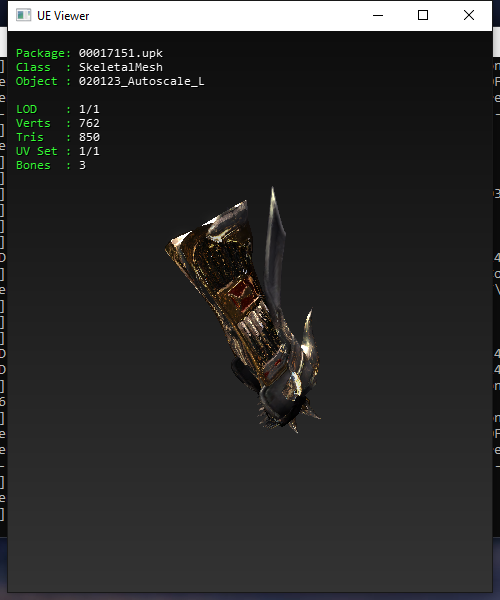 UE Viewer
Package: 00017151.upk
Class  : SkeletalMesh
Object : 020123_Autoscale_L
LOD    : 1/1
Verts  : 762
Tris   : 850
UV Set : 1/1
Bones  : 3